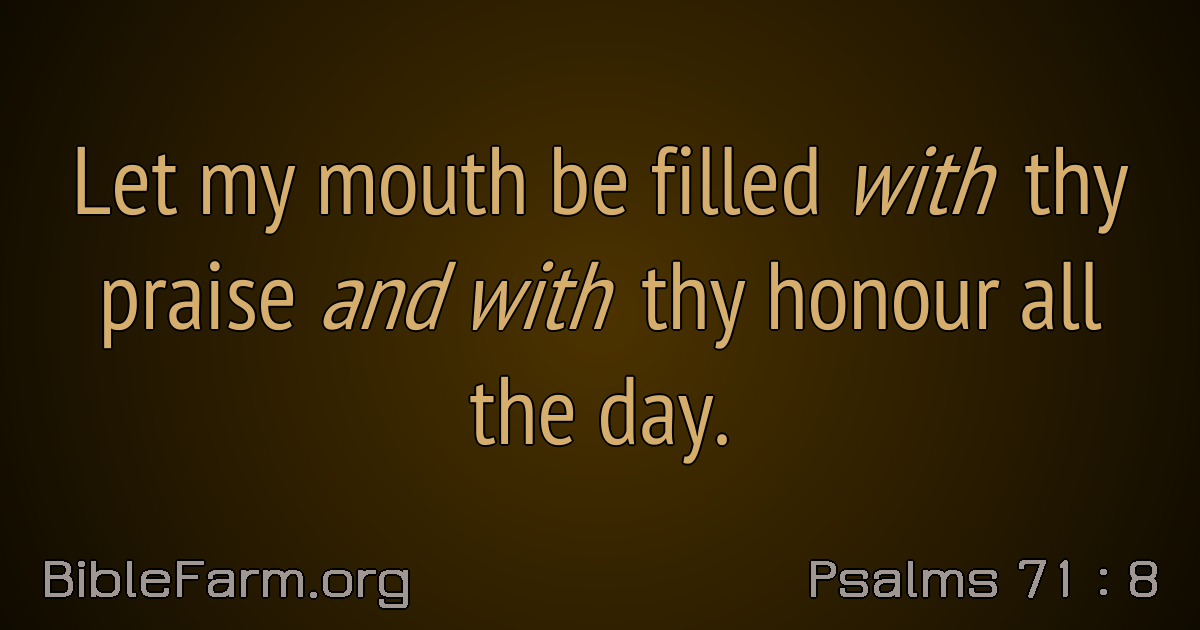 Let my mouth be filled with thy
praise and with thy honour all
the day.
BibleFarm.org
Psalms 71 : 8